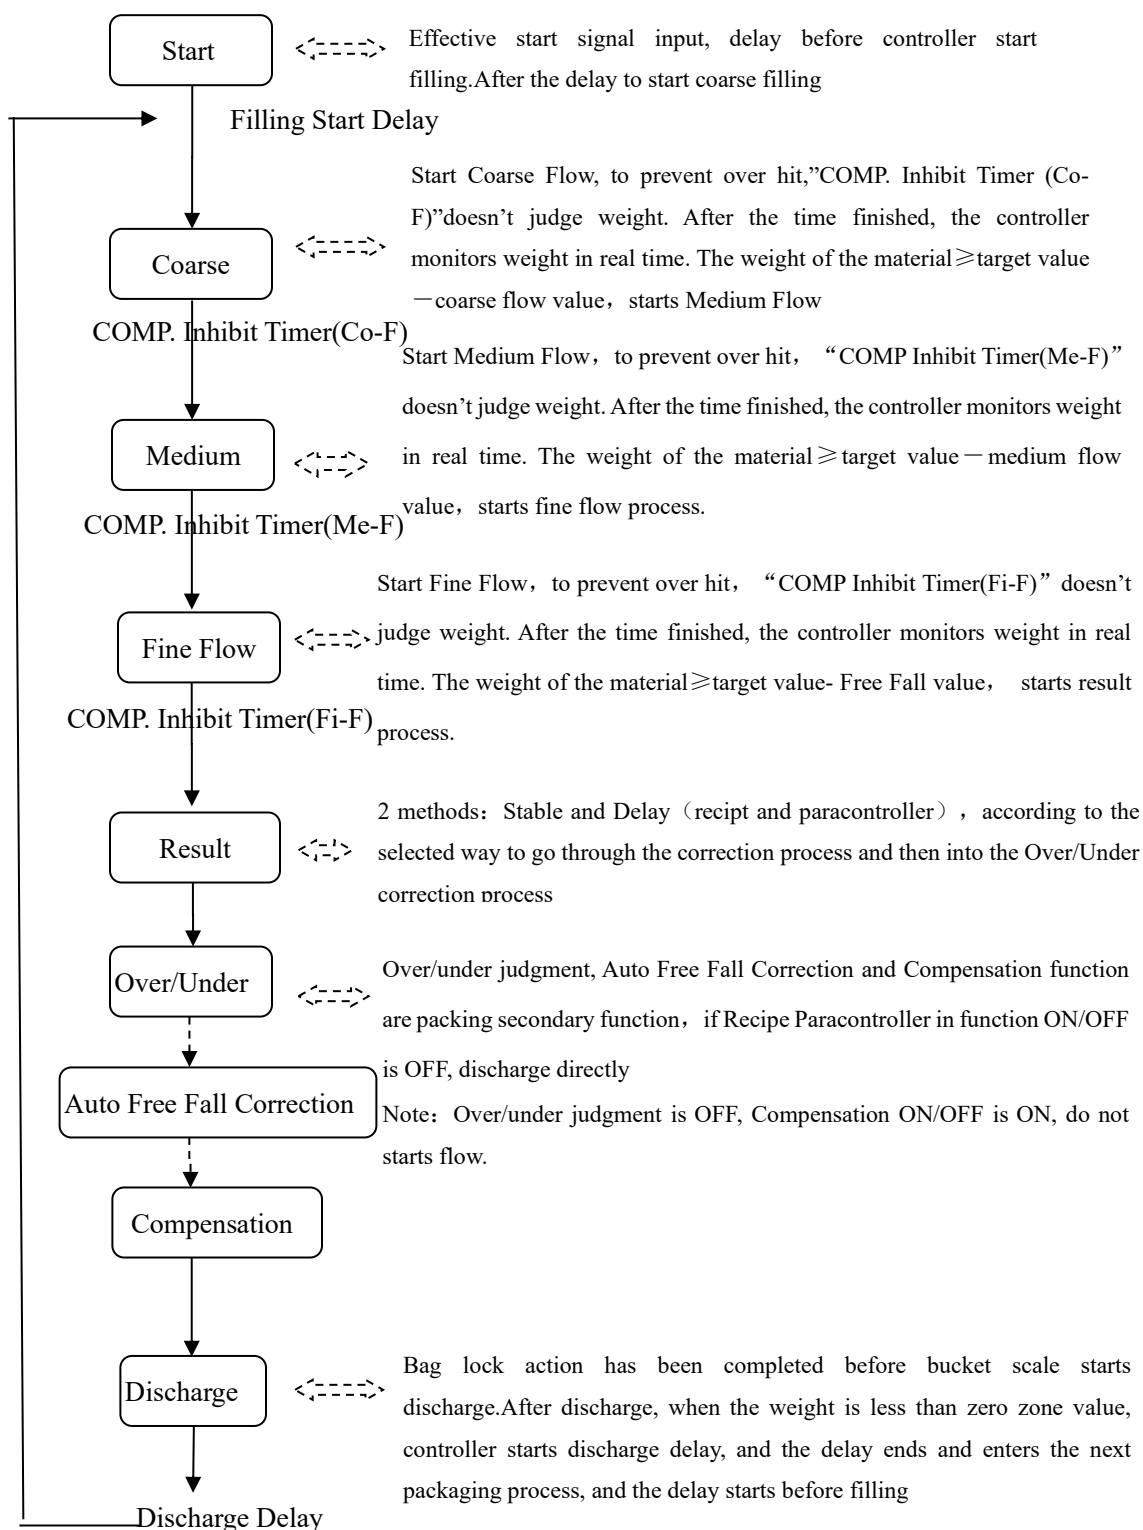 Start
Effective start signal input, delay before controller start
filling.After the delay to start coarse filling
Filling Start Delay
Start Coarse Flow, to prevent over hit,”COMP. Inhibit Timer (Co-
F)”doesn’t judge weight. After the time finished, the controller
monitors weight in real time. The weight of the material≥target value
－coarse flow value，starts Medium Flow
Coarse
COMP. Inhibit Timer(Co-F)
Start Medium Flow，to prevent over hit，“COMP Inhibit Timer(Me-F)”
doesn’t judge weight. After the time finished, the controller monitors weight
in real time. The weight of the material≥target value－medium flow
value，starts fine flow process.
Medium
COMP. Inhibit Timer(Me-F)
Start Fine Flow，to prevent over hit，“COMP Inhibit Timer(Fi-F)”doesn’t
judge weight. After the time finished, the controller monitors weight in real
time. The weight of the material≥target value- Free Fall value， starts result
process.
Fine Flow
COMP. Inhibit Timer(Fi-F)
2 methods：Stable and Delay（recipt and paracontroller），according to the
selected way to go through the correction process and then into the Over/Under
correction process
Result
Over/Under
Over/under judgment, Auto Free Fall Correction and Compensation function
are packing secondary function，if Recipe Paracontroller in function ON/OFF
is OFF, discharge directly
Note：Over/under judgment is OFF, Compensation ON/OFF is ON, do not
starts flow.
Auto Free Fall Correction
Compensation
Discharge
Bag lock action has been completed before bucket scale starts
discharge.After discharge, when the weight is less than zero zone value,
controller starts discharge delay, and the delay ends and enters the next
packaging process, and the delay starts before filling
Discharge Delay